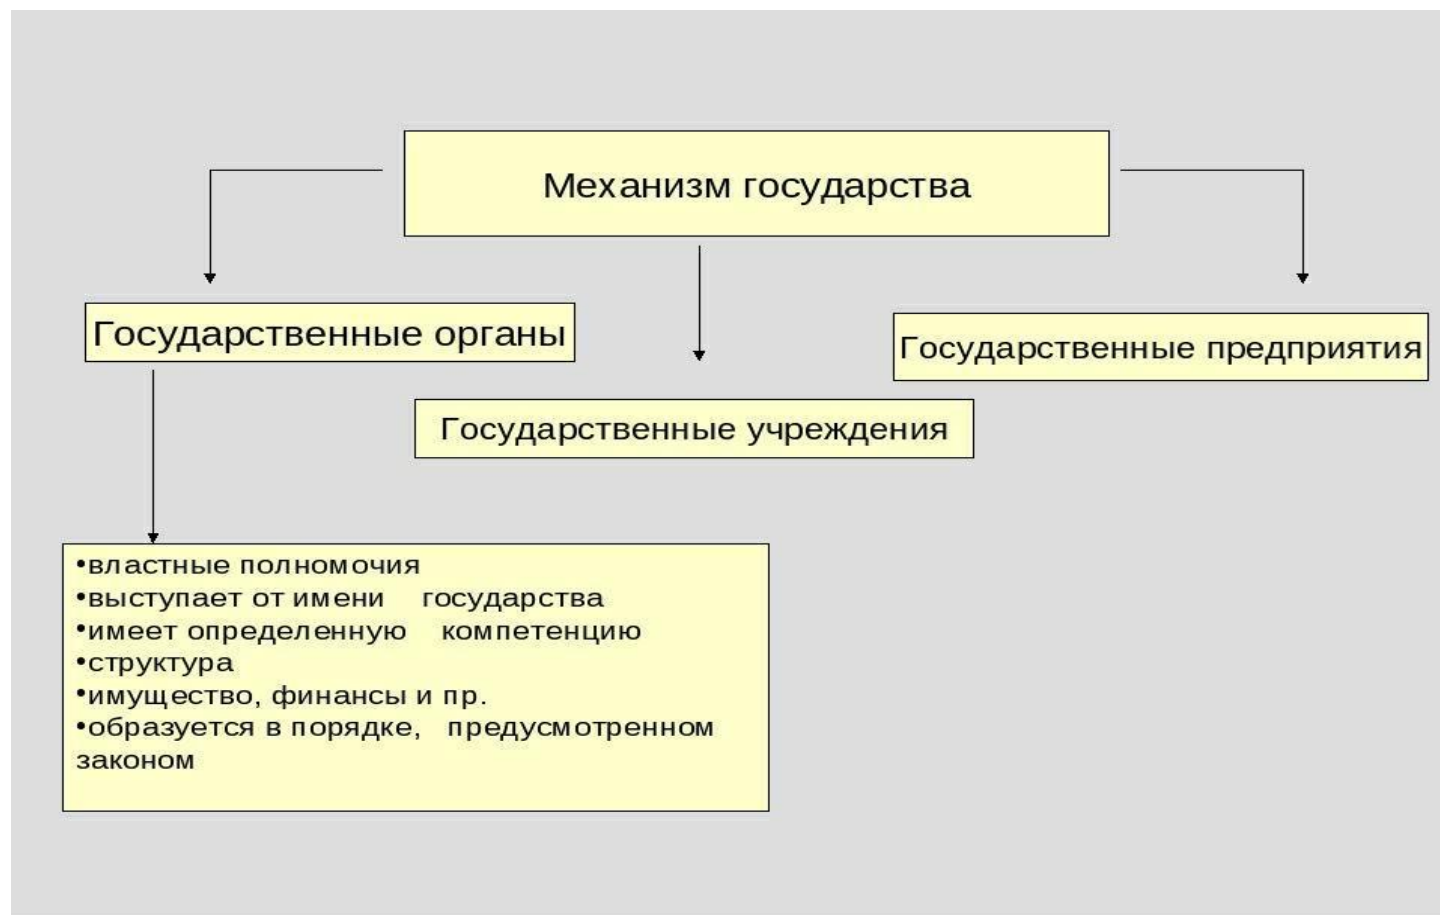 Механизм государства
Государственные органы
Государственные предприятия
Государственные учреждения
•властные полномочия
•выступает от имени государства
•имеет определенную компетенцию
•структура
•имущество, финансы и пр.
•образуется в порядке, предусмотренном
законом